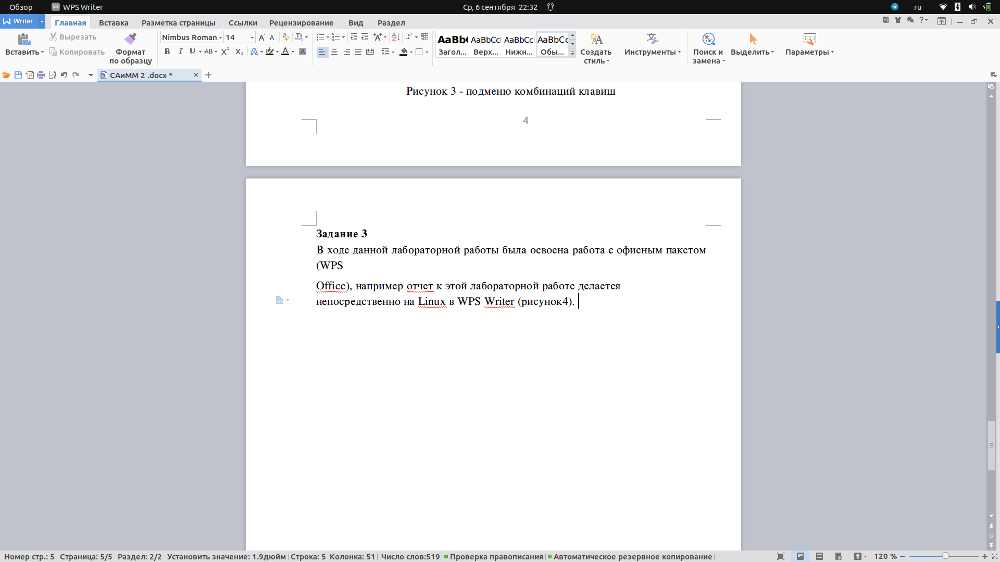 Обзор WPS Writer Ср, 6 сентября 22:32 ru
Writer Главная Вставка Разметка страницы Ссылки Рецензирование Вид Раздел
Вставить Вырезать Копировать Формат по образцу
Nimbus Roman 14
AaBb( AaBbCcI AaBbCcI AaBbCc
Загол... Верх... Нижн... Обы...
Создать стиль Инструменты Поиск и замена Выделить Параметры
САиММ 2 .docx *
Рисунок 3 - подменю комбинаций клавиш
4
Задание 3
В ходе данной лабораторной работы была освоена работа с офисным пакетом
(WPS
Office), например отчет к этой лабораторной работе делается
непосредственно на Linux в WPS Writer (рисунок4).
Номер стр.: 5 Страница: 5/5 Раздел: 2/2 Установить значение: 1.9дюйм Строка: 5 Колонка: 51 Число слов:519 Проверка правописания Автоматическое резервное копирование 120 %